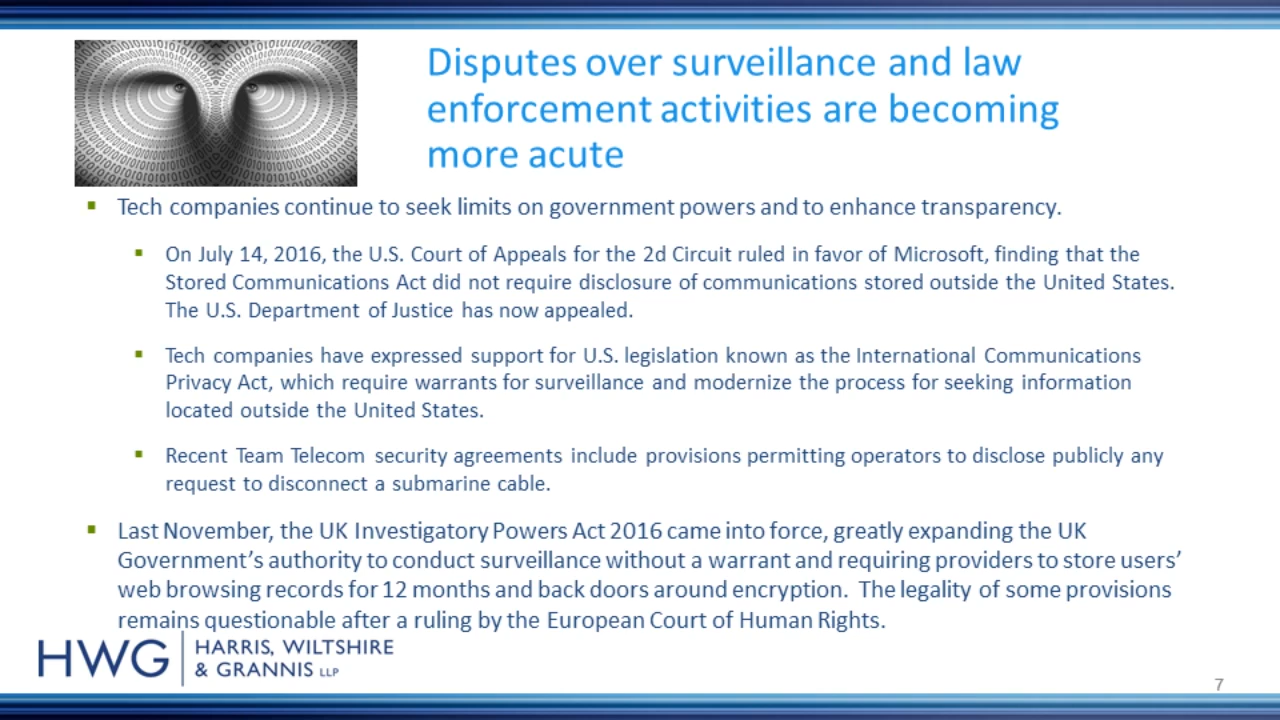 Disputes over surveillance and law
enforcement activities are becoming
more acute
▪ Tech companies continue to seek limits on government powers and to enhance transparency.
▪ On July 14, 2016, the U.S. Court of Appeals for the 2d Circuit ruled in favor of Microsoft, finding that the
Stored Communications Act did not require disclosure of communications stored outside the United States.
The U.S. Department of Justice has now appealed.
▪ Tech companies have expressed support for U.S. legislation known as the International Communications
Privacy Act, which require warrants for surveillance and modernize the process for seeking information
located outside the United States.
▪ Recent Team Telecom security agreements include provisions permitting operators to disclose publicly any
request to disconnect a submarine cable.
▪ Last November, the UK Investigatory Powers Act 2016 came into force, greatly expanding the UK
Government’s authority to conduct surveillance without a warrant and requiring providers to store users’
web browsing records for 12 months and back doors around encryption. The legality of some provisions
remains questionable after a ruling by the European Court of Human Rights.
HWG HARRIS, WILTSHIRE
& GRANNIS LLP
7